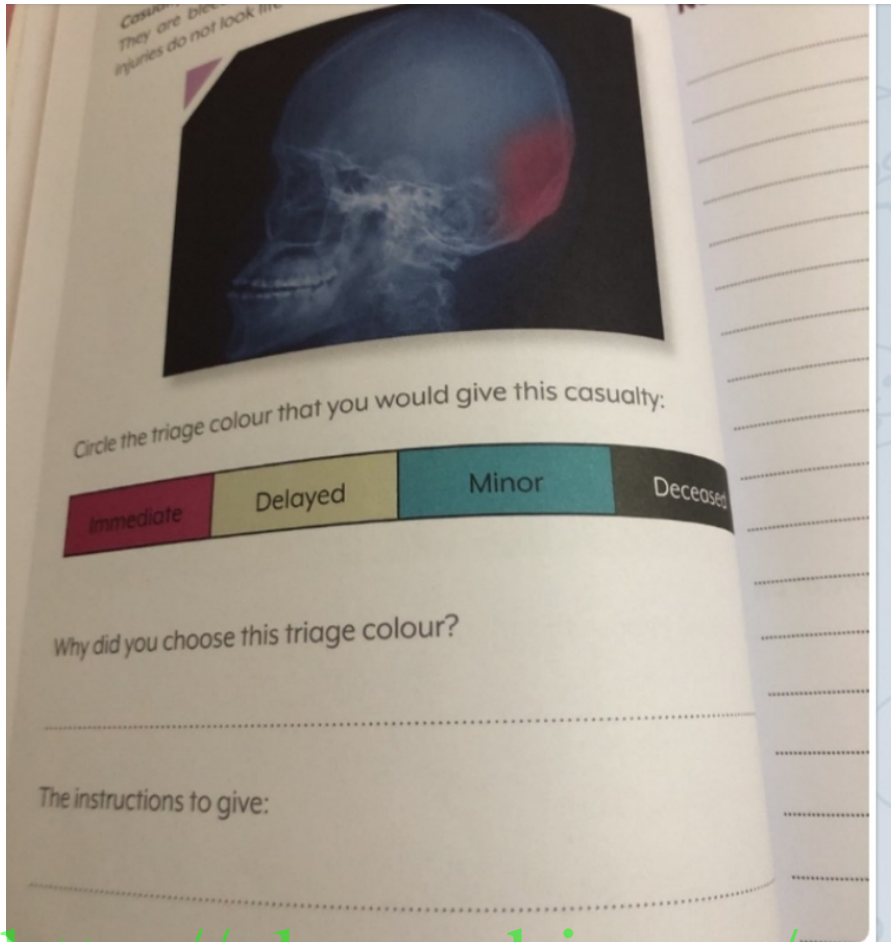 They are
injuries do not look
Circle the triage colour that you would give this casualty:
Immediate Delayed Minor Deceased
Why did you choose this triage colour?
The instructions to give: